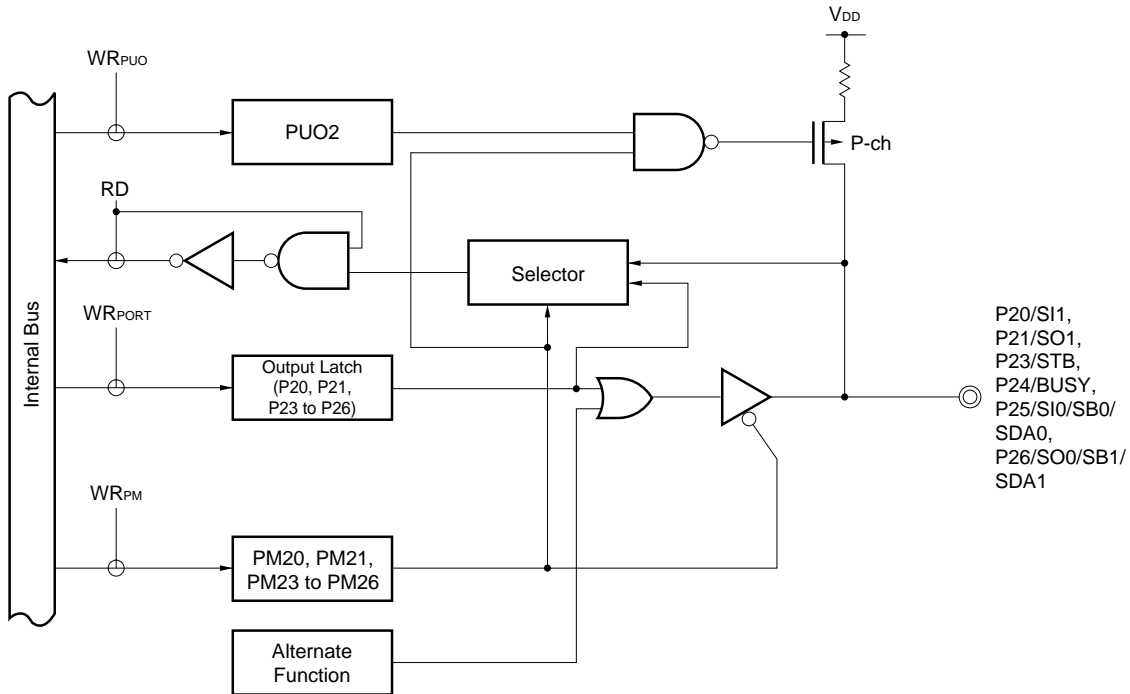 VDD
WRPUO
PUO2
P-ch
RD
Selector
Internal Bus
WRPORT
Output Latch
(P20, P21,
P23 to P26)
P20/SI1,
P21/SO1,
P23/STB,
P24/BUSY,
P25/SI0/SB0/
SDA0,
P26/SO0/SB1/
SDA1
WRPM
PM20, PM21,
PM23 to PM26
Alternate
Function